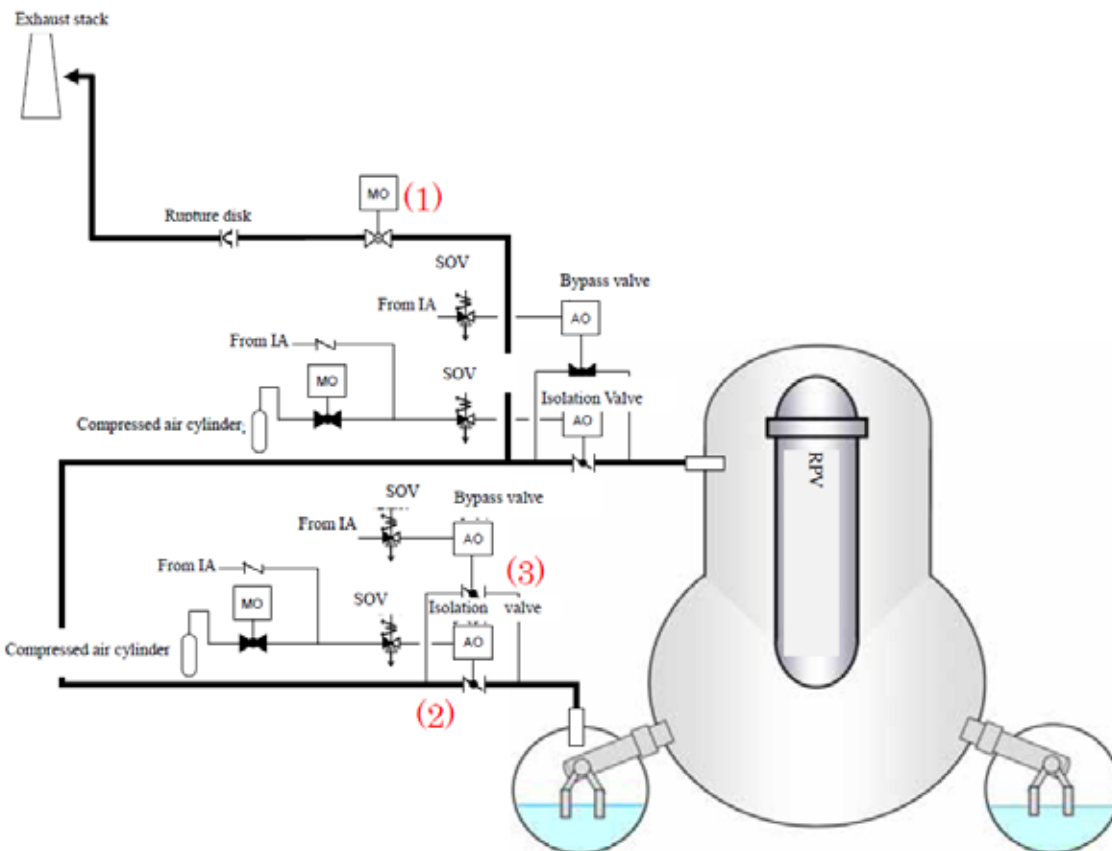 Exhaust stack
MO
(1)
Rupture disk
SOV
Bypass valve
From IA
AO
From IA
MO
SOV
Isolation Valve
AO
Compressed air cylinder,
RPV
SOV
Bypass valve
From IA
AO
(3)
From IA
MO
SOV
Isolation valve
AO
Compressed air cylinder
(2)